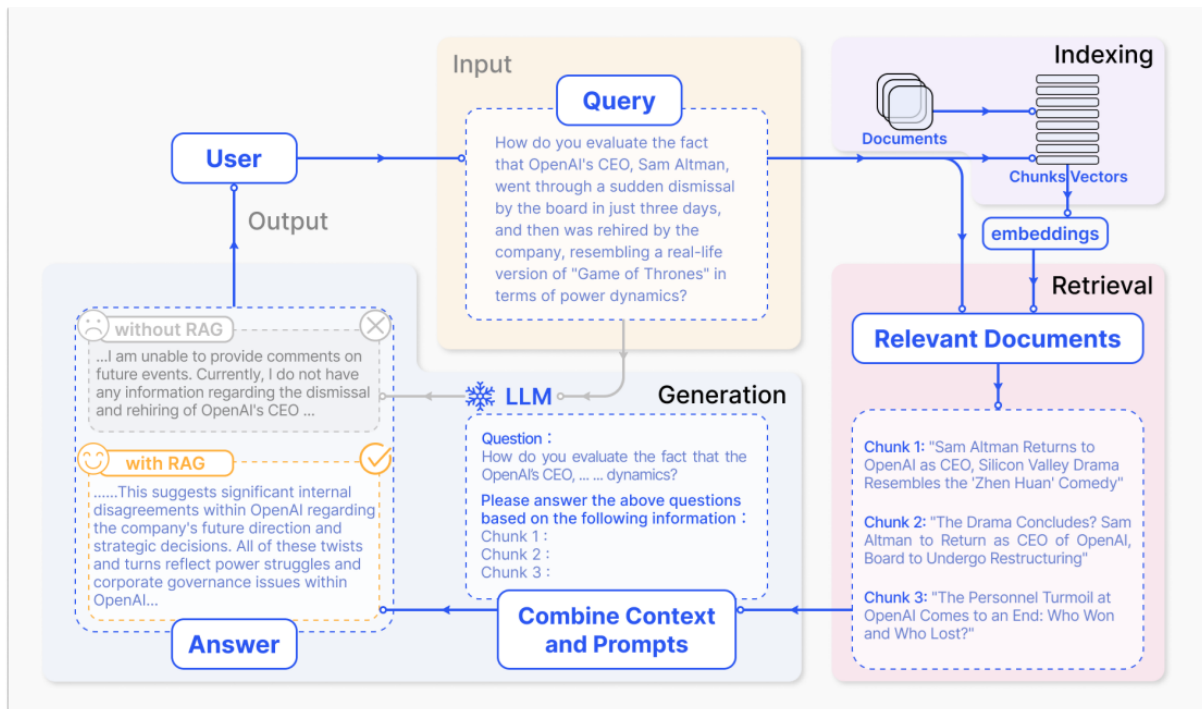 Input
Query
How do you evaluate the fact
that OpenAI's CEO, Sam Altman,
went through a sudden dismissal
by the board in just three days,
and then was rehired by the
company, resembling a real-life
version of "Game of Thrones" in
terms of power dynamics?
Indexing
Documents
Chunks Vectors
embeddings
User
Output
Retrieval
Relevant Documents
Chunk 1: "Sam Altman Returns to
OpenAI as CEO, Silicon Valley Drama
Resembles the 'Zhen Huan' Comedy"
Chunk 2: "The Drama Concludes? Sam
Altman to Return as CEO of OpenAI,
Board to Undergo Restructuring"
Chunk 3: "The Personnel Turmoil at
OpenAI Comes to an End: Who Won
and Who Lost?"
Generation
LLM
Question :
How do you evaluate the fact that the
OpenAI's CEO, ... ... dynamics?
Please answer the above questions
based on the following information :
Chunk 1 :
Chunk 2 :
Chunk 3 :
Combine Context
and Prompts
without RAG
...I am unable to provide comments on
future events. Currently, I do not have
any information regarding the dismissal
and rehiring of OpenAI's CEO ...
with RAG
......This suggests significant internal
disagreements within OpenAI regarding
the company's future direction and
strategic decisions. All of these twists
and turns reflect power struggles and
corporate governance issues within
OpenAI...
Answer